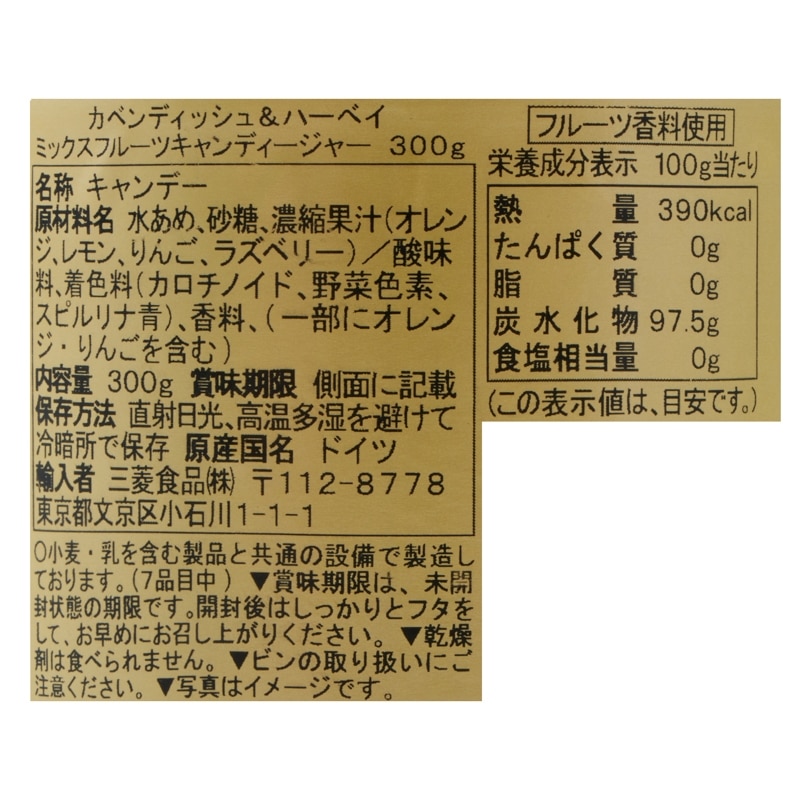 カベンディッシュ&ハーベイ
ミックスフルーツキャンディージャー 300g
名称 キャンデー
原材料名 水あめ、砂糖、濃縮果汁(オレン
ジ、レモン、りんご、ラズベリー)/酸味
料、着色料(カロチノイド、野菜色素、
スピルリナ青)、香料、(一部にオレン
ジ・りんごを含む)
内容量 300g 賞味期限 側面に記載
保存方法 直射日光、高温多湿を避けて
冷暗所で保存 原産国名 ドイツ
輸入者 三菱食品㈱ 〒112-8778
東京都文京区小石川1-1-1
○小麦・乳を含む製品と共通の設備で製造し
ております。(7品目中) ▼賞味期限は、未開
封状態の期限です。開封後はしっかりとフタを
して、お早めにお召し上がりください。▼乾燥
剤は食べられません。▼ビンの取り扱いにご
注意ください。▼写真はイメージです。
フルーツ香料使用
栄養成分表示 100g当たり
熱量 390kcal
たんぱく質 0g
脂質 0g
炭水化物 97.5g
食塩相当量 0g
(この表示値は、目安です。)